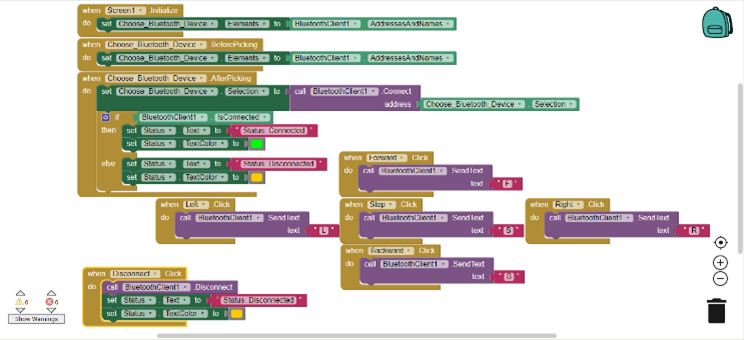 when Screen1 Initialize
do set Choose_Bluetooth_Device . Elements to BluetoothClient1 . AddressesAndNames
when Choose_Bluetooth_Device .BeforePicking
do set Choose_Bluetooth_Device . Elements to BluetoothClient1 . AddressesAndNames
when Choose_Bluetooth_Device .AfterPicking
do set Choose_Bluetooth_Device . Selection to call BluetoothClient1 .Connect
address Choose_Bluetooth_Device . Selection
if BluetoothClient1 . IsConnected
then set Status . Text to " Status: Connected "
set Status . TextColor to
else set Status . Text to " Status: Disconnected "
set Status . TextColor to
when Forward .Click
do call BluetoothClient1 .SendText
text " F "
when Left .Click
do call BluetoothClient1 .SendText
text " L "
when Stop .Click
do call BluetoothClient1 .SendText
text " S "
when Right .Click
do call BluetoothClient1 .SendText
text " R "
when Backward .Click
do call BluetoothClient1 .SendText
text
when Disconnect .Click
do call BluetoothClient1 .Disconnect
set Status . Text to " Status: Disconnected "
set Status . TextColor to
0 0
Show Warnings